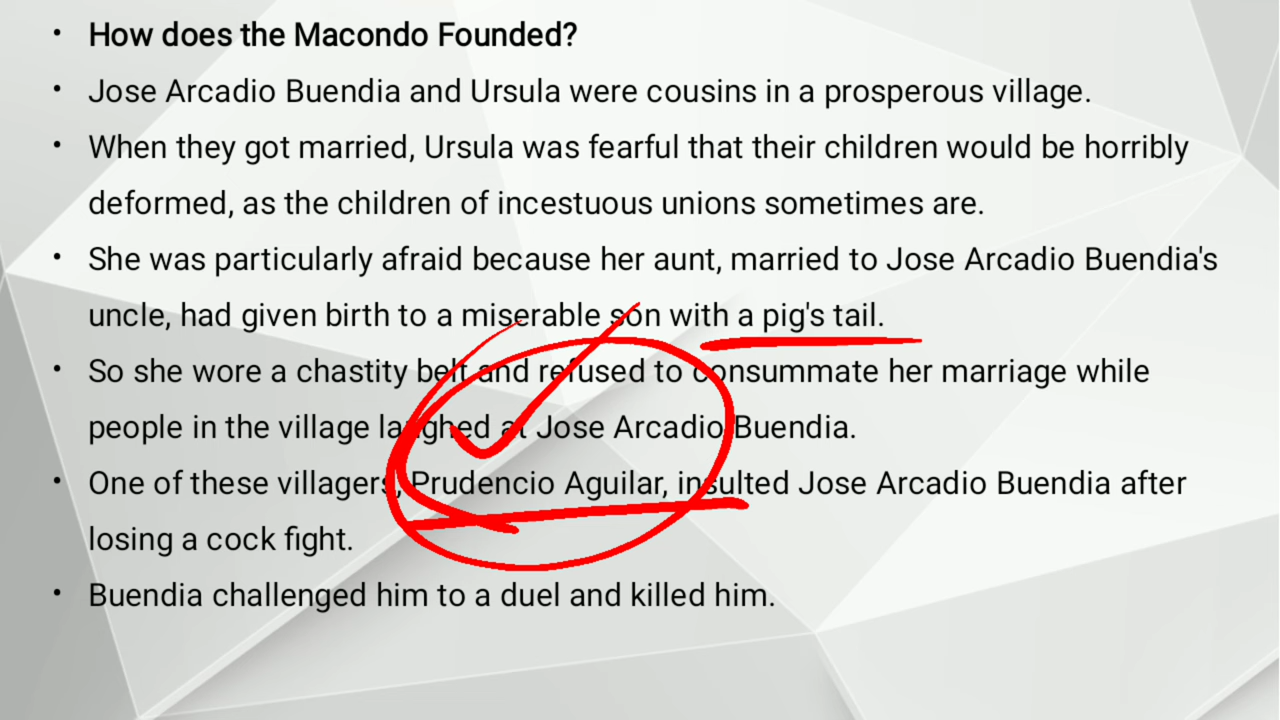 • How does the Macondo Founded?
• Jose Arcadio Buendia and Ursula were cousins in a prosperous village.
• When they got married, Ursula was fearful that their children would be horribly
deformed, as the children of incestuous unions sometimes are.
• She was particularly afraid because her aunt, married to Jose Arcadio Buendia's
uncle, had given birth to a miserable son with a pig's tail.
• So she wore a chastity belt and refused to consummate her marriage while
people in the village laughed at Jose Arcadio Buendia.
• One of these villagers, Prudencio Aguilar, insulted Jose Arcadio Buendia after
losing a cock fight.
• Buendia challenged him to a duel and killed him.